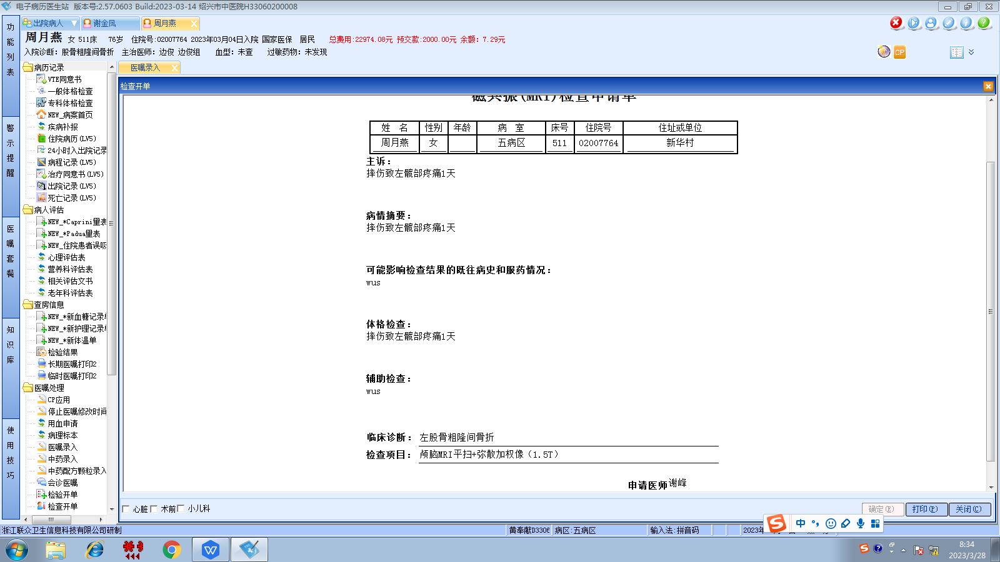 电子病历医生站 版本号:2.57.0603 Build:2023-03-14 绍兴市中医院H33060200008
功能列表
警示提醒
医嘱套餐
知识库
使用技巧
出院病人
谢金凤
周月燕
周月燕 女 511床 76岁 住院号:02007764 2023年03月04日入院 国家医保 居民 总费用:22974.08元 预交款:2000.00元 余额: 7.29元
入院诊断: 股骨粗隆间骨折 主治医师: 边俊 边俊组 血型: 未查 过敏药物: 未发现
CP
病历记录
VTE同意书
一般体格检查
专科体格检查
NEW_病案首页
疾病补报
住院病历(LV5)
24小时入出院记录
病程记录(LV5)
治疗同意书(LV5)
出院记录(LV5)
死亡记录(LV5)
病人评估
NEW_*Caprini量表
NEW_*Padua量表
NEW_住院患者误吸
心理评估表
营养科评估表
相关评估文书
老年科评估表
查房信息
NEW_*新血糖记录单
NEW_*新护理记录单
NEW_*新体温单
检验结果
长期医嘱打印2
临时医嘱打印2
医嘱处理
CP应用
停止医嘱修改时间
用血申请
病理标本
医嘱录入
中药录入
中药配方颗粒录入
会诊医嘱
检验开单
检查开单
医嘱录入
检查开单
磁共振(MRI)检查申请单
姓 名 性别 年龄 病 室 床号 住院号 住址或单位
周月燕 女 五病区 511 02007764 新华村
主诉:
摔伤致左髋部疼痛1天
病情摘要:
摔伤致左髋部疼痛1天
可能影响检查结果的既往病史和服药情况:
wus
体格检查:
摔伤致左髋部疼痛1天
辅助检查:
wus
临床诊断: 左股骨粗隆间骨折
检查项目: 颅脑MRI平扫+弥散加权像（1.5T）
申请医师 谢峰
心脏 术前 小儿科
确定(E) 打印(P) 关闭(C)
浙江联众卫生信息科技有限公司研制 黄奉献D3306 病区:五病区 输入法:拼音码 2023年
中
8:34
2023/3/28